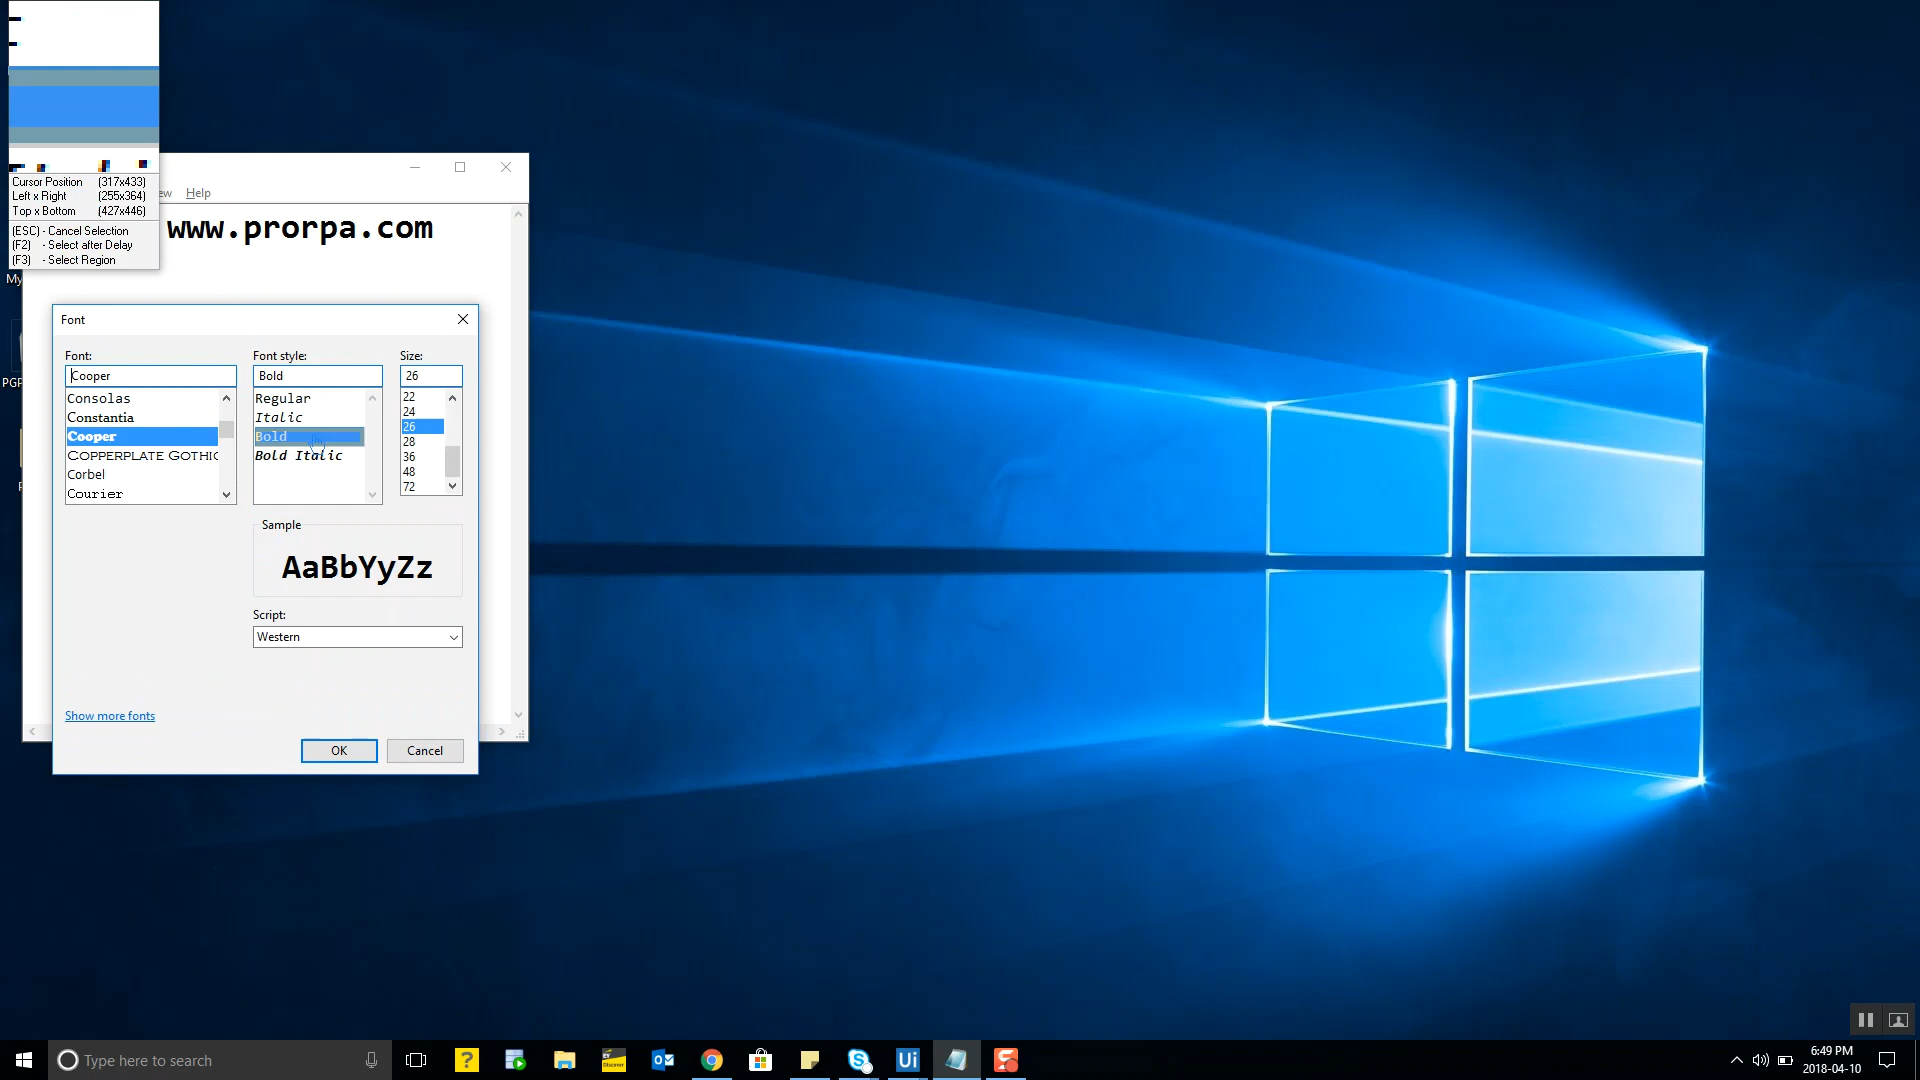 Cursor Position (317x433)
Left x Right (255x364)
Top x Bottom (427x446)
(ESC) - Cancel Selection
(F2) - Select after Delay
(F3) - Select Region
ew Help
www.prorpa.com
My
PGP
Font
Font: Font style: Size:
Cooper Bold 26
Consolas
Constantia
Cooper
Copperplate Gothic
Corbel
Courier
Regular
Italic
Bold
Bold Italic
22
24
26
28
36
48
72
Sample
AaBbYyZz
Script:
Western
Show more fonts
OK Cancel
Type here to search
Ui
6:49 PM
2018-04-10